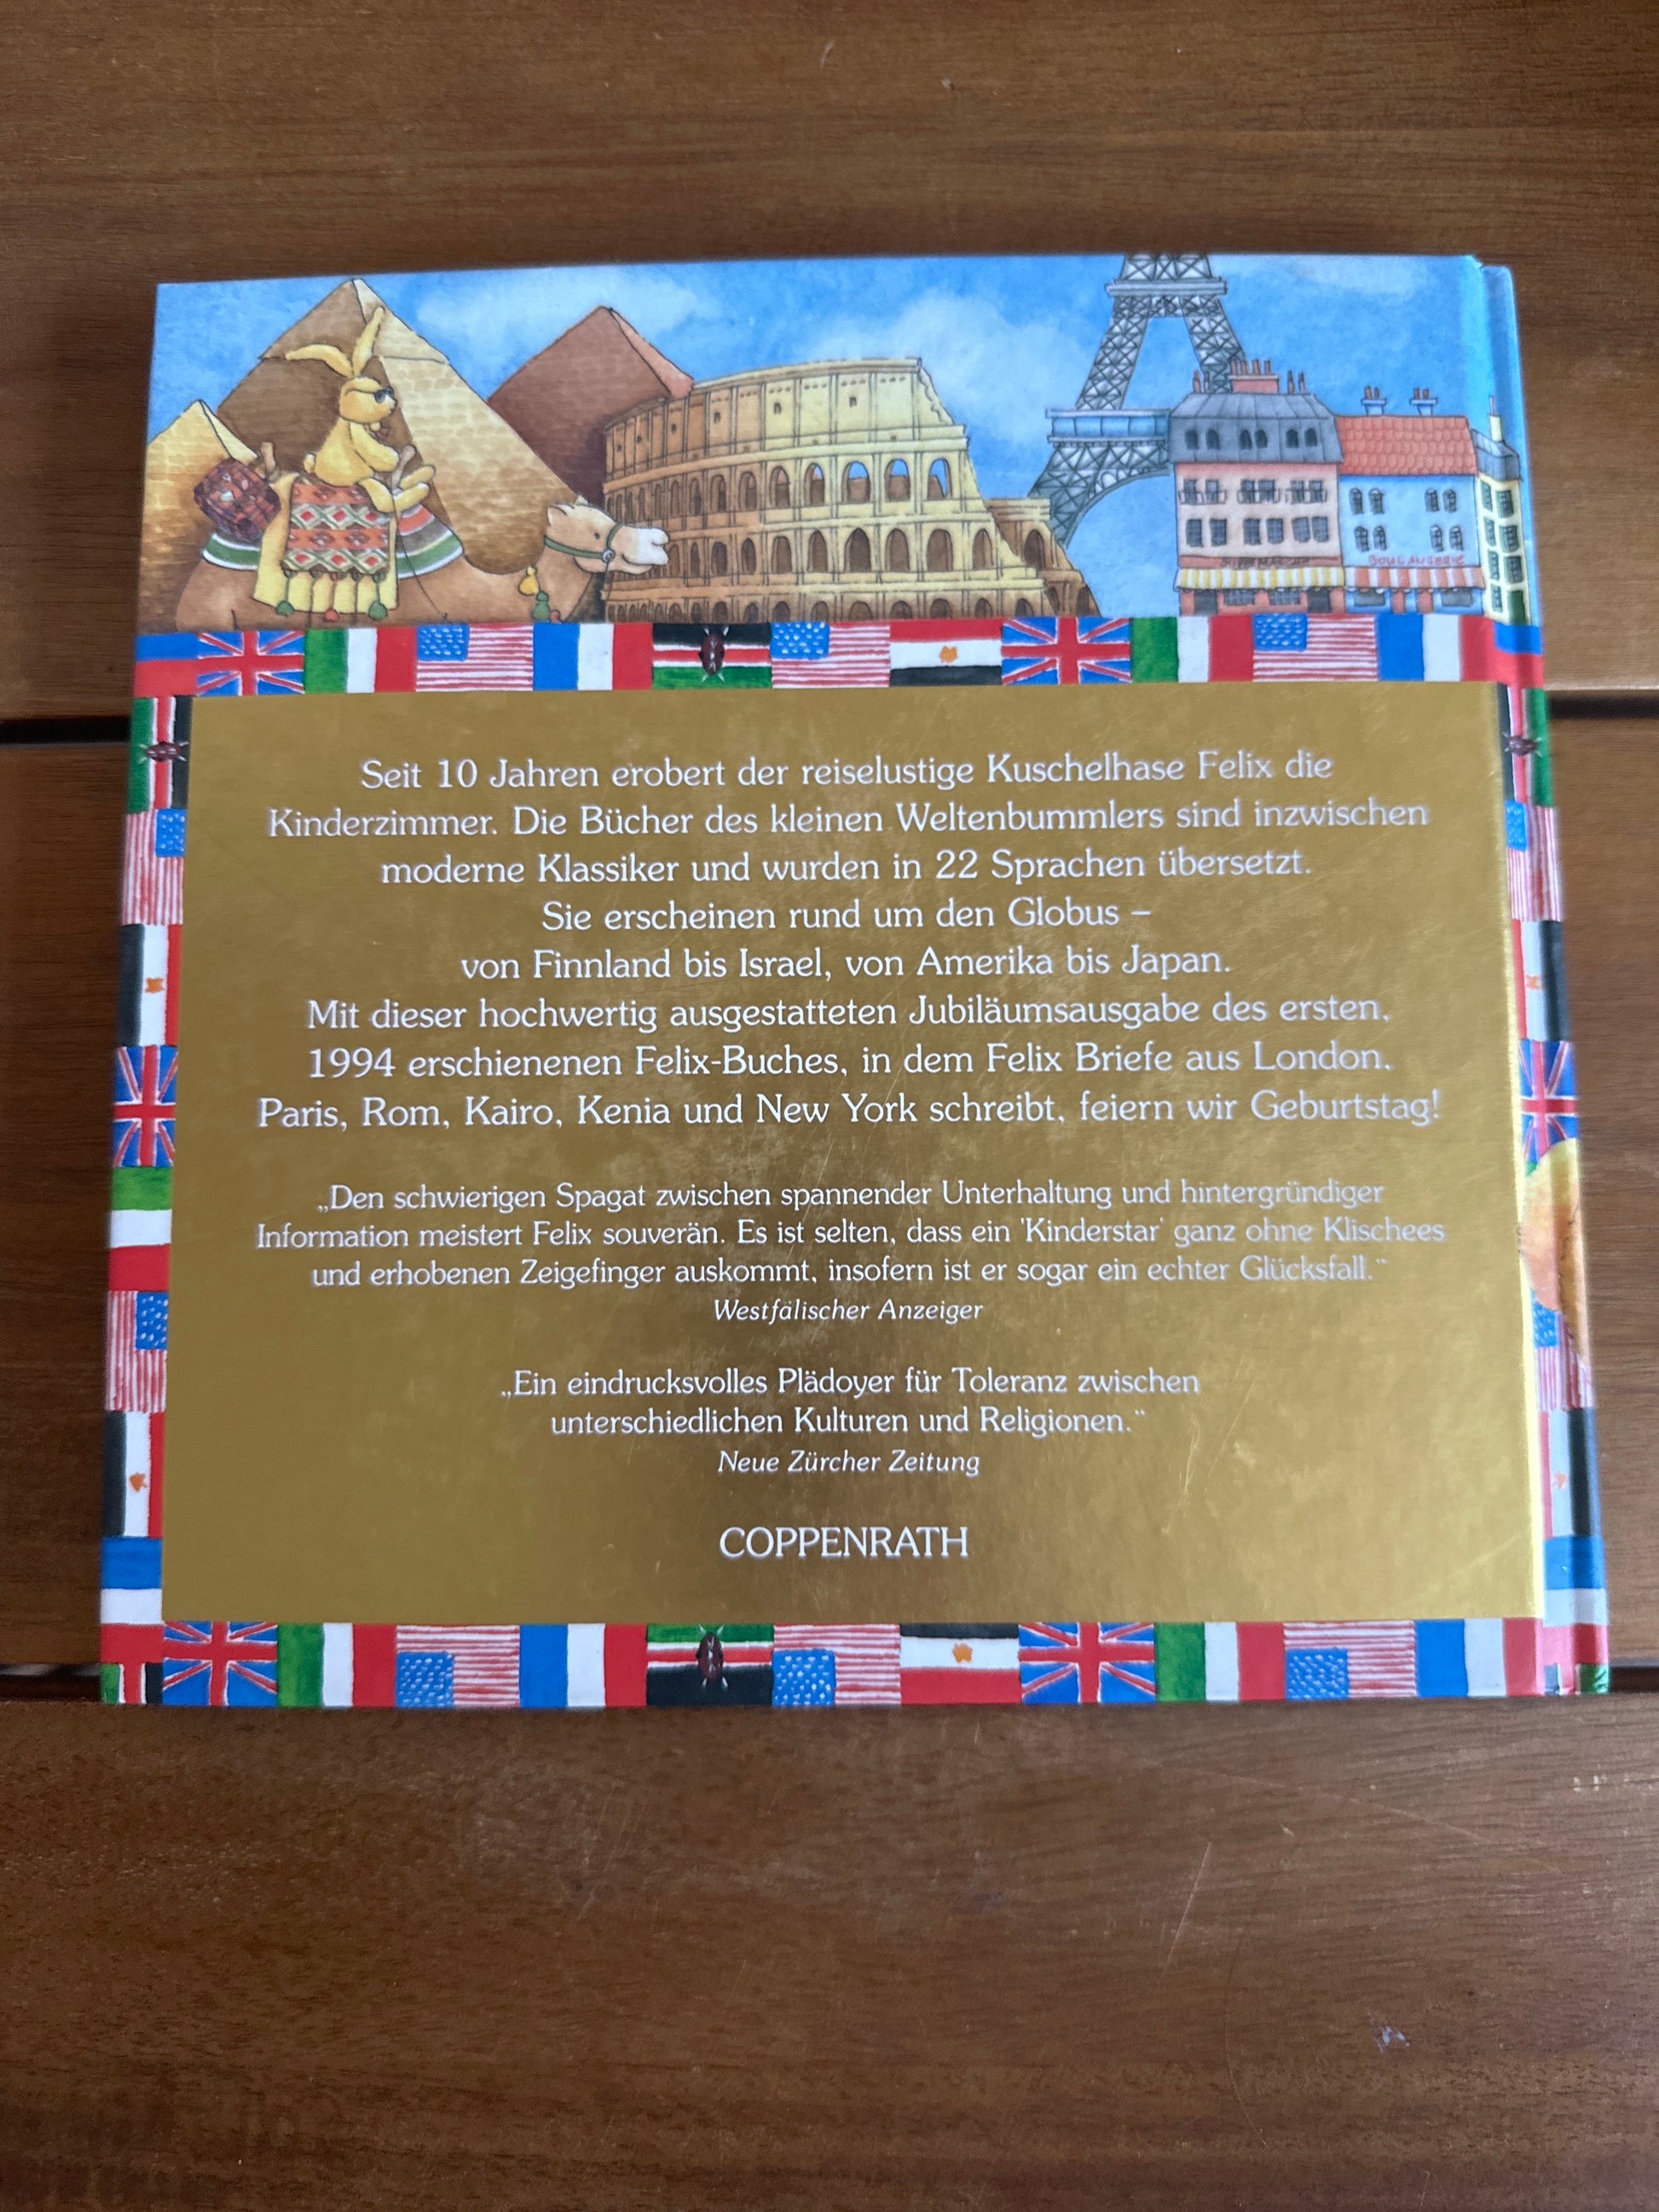 BOULANGERIE
Seit 10 Jahren erobert der reiselustige Kuschelhase Felix die
Kinderzimmer. Die Bücher des kleinen Weltenbummlers sind inzwischen
moderne Klassiker und wurden in 22 Sprachen übersetzt.
Sie erscheinen rund um den Globus –
von Finnland bis Israel, von Amerika bis Japan.
Mit dieser hochwertig ausgestatteten Jubiläumsausgabe des ersten,
1994 erschienenen Felix-Buches, in dem Felix Briefe aus London,
Paris, Rom, Kairo, Kenia und New York schreibt, feiern wir Geburtstag!
„Den schwierigen Spagat zwischen spannender Unterhaltung und hintergründiger
Information meistert Felix souverän. Es ist selten, dass ein 'Kinderstar' ganz ohne Klischees
und erhobenen Zeigefinger auskommt, insofern ist er sogar ein echter Glücksfall.“
Westfälischer Anzeiger
„Ein eindrucksvolles Plädoyer für Toleranz zwischen
unterschiedlichen Kulturen und Religionen.“
Neue Zürcher Zeitung
COPPENRATH